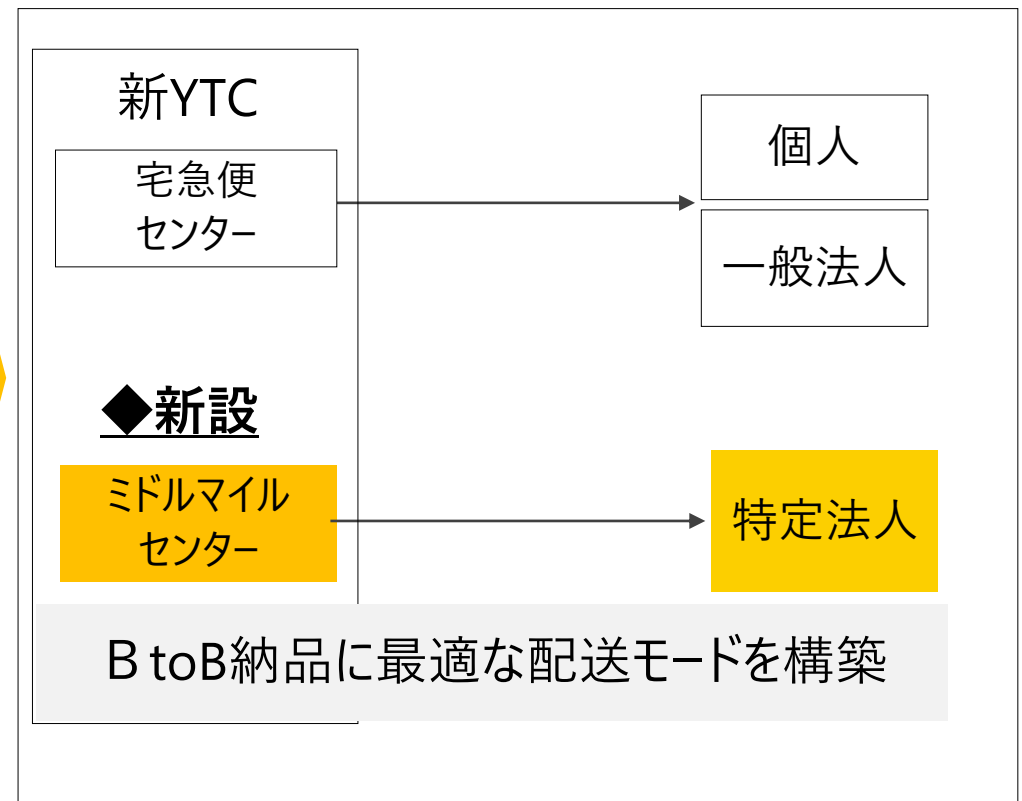 新YTC
宅急便
センター
個人
一般法人
◆新設
ミドルマイル
センター
特定法人
ＢtoB納品に最適な配送モードを構築